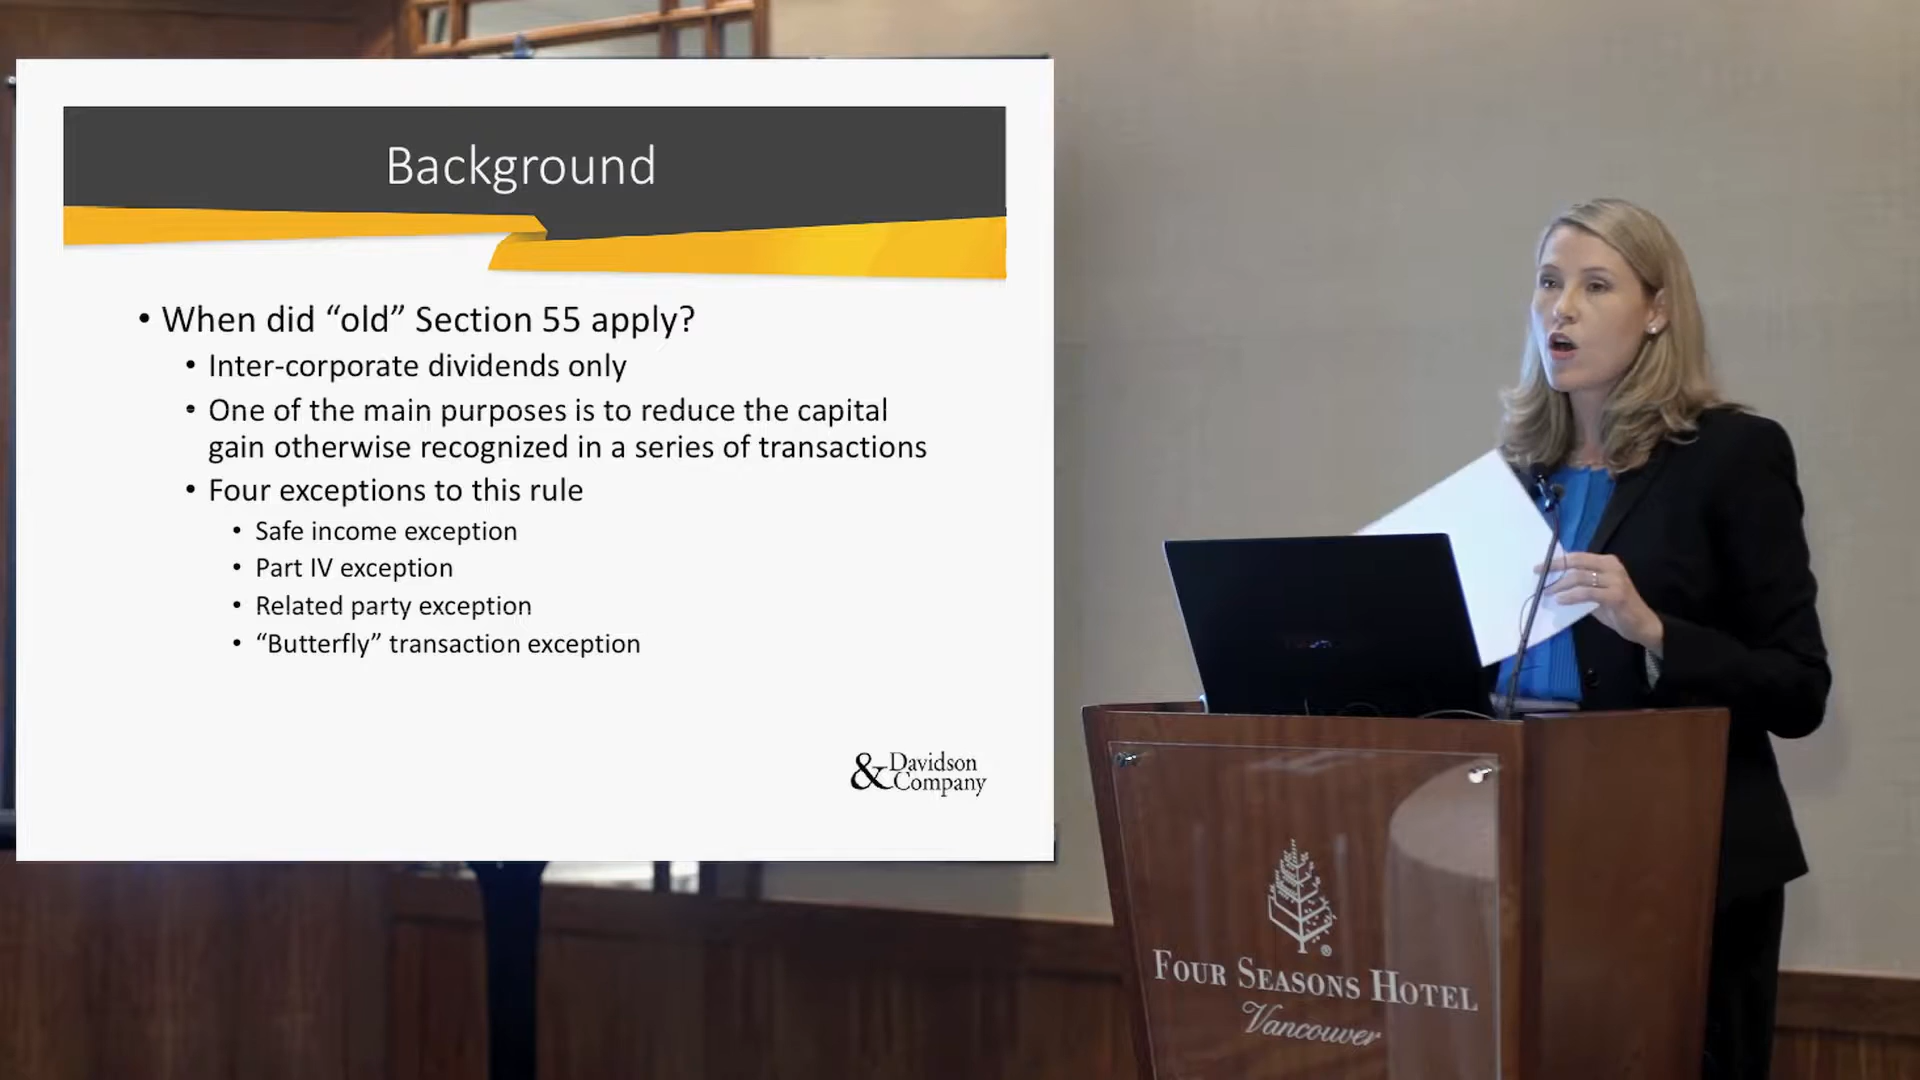 Background
• When did “old” Section 55 apply?
• Inter-corporate dividends only
• One of the main purposes is to reduce the capital
gain otherwise recognized in a series of transactions
• Four exceptions to this rule
• Safe income exception
• Part IV exception
• Related party exception
• “Butterfly” transaction exception
& Davidson
Company
®
FOUR SEASONS HOTEL
Vancouver